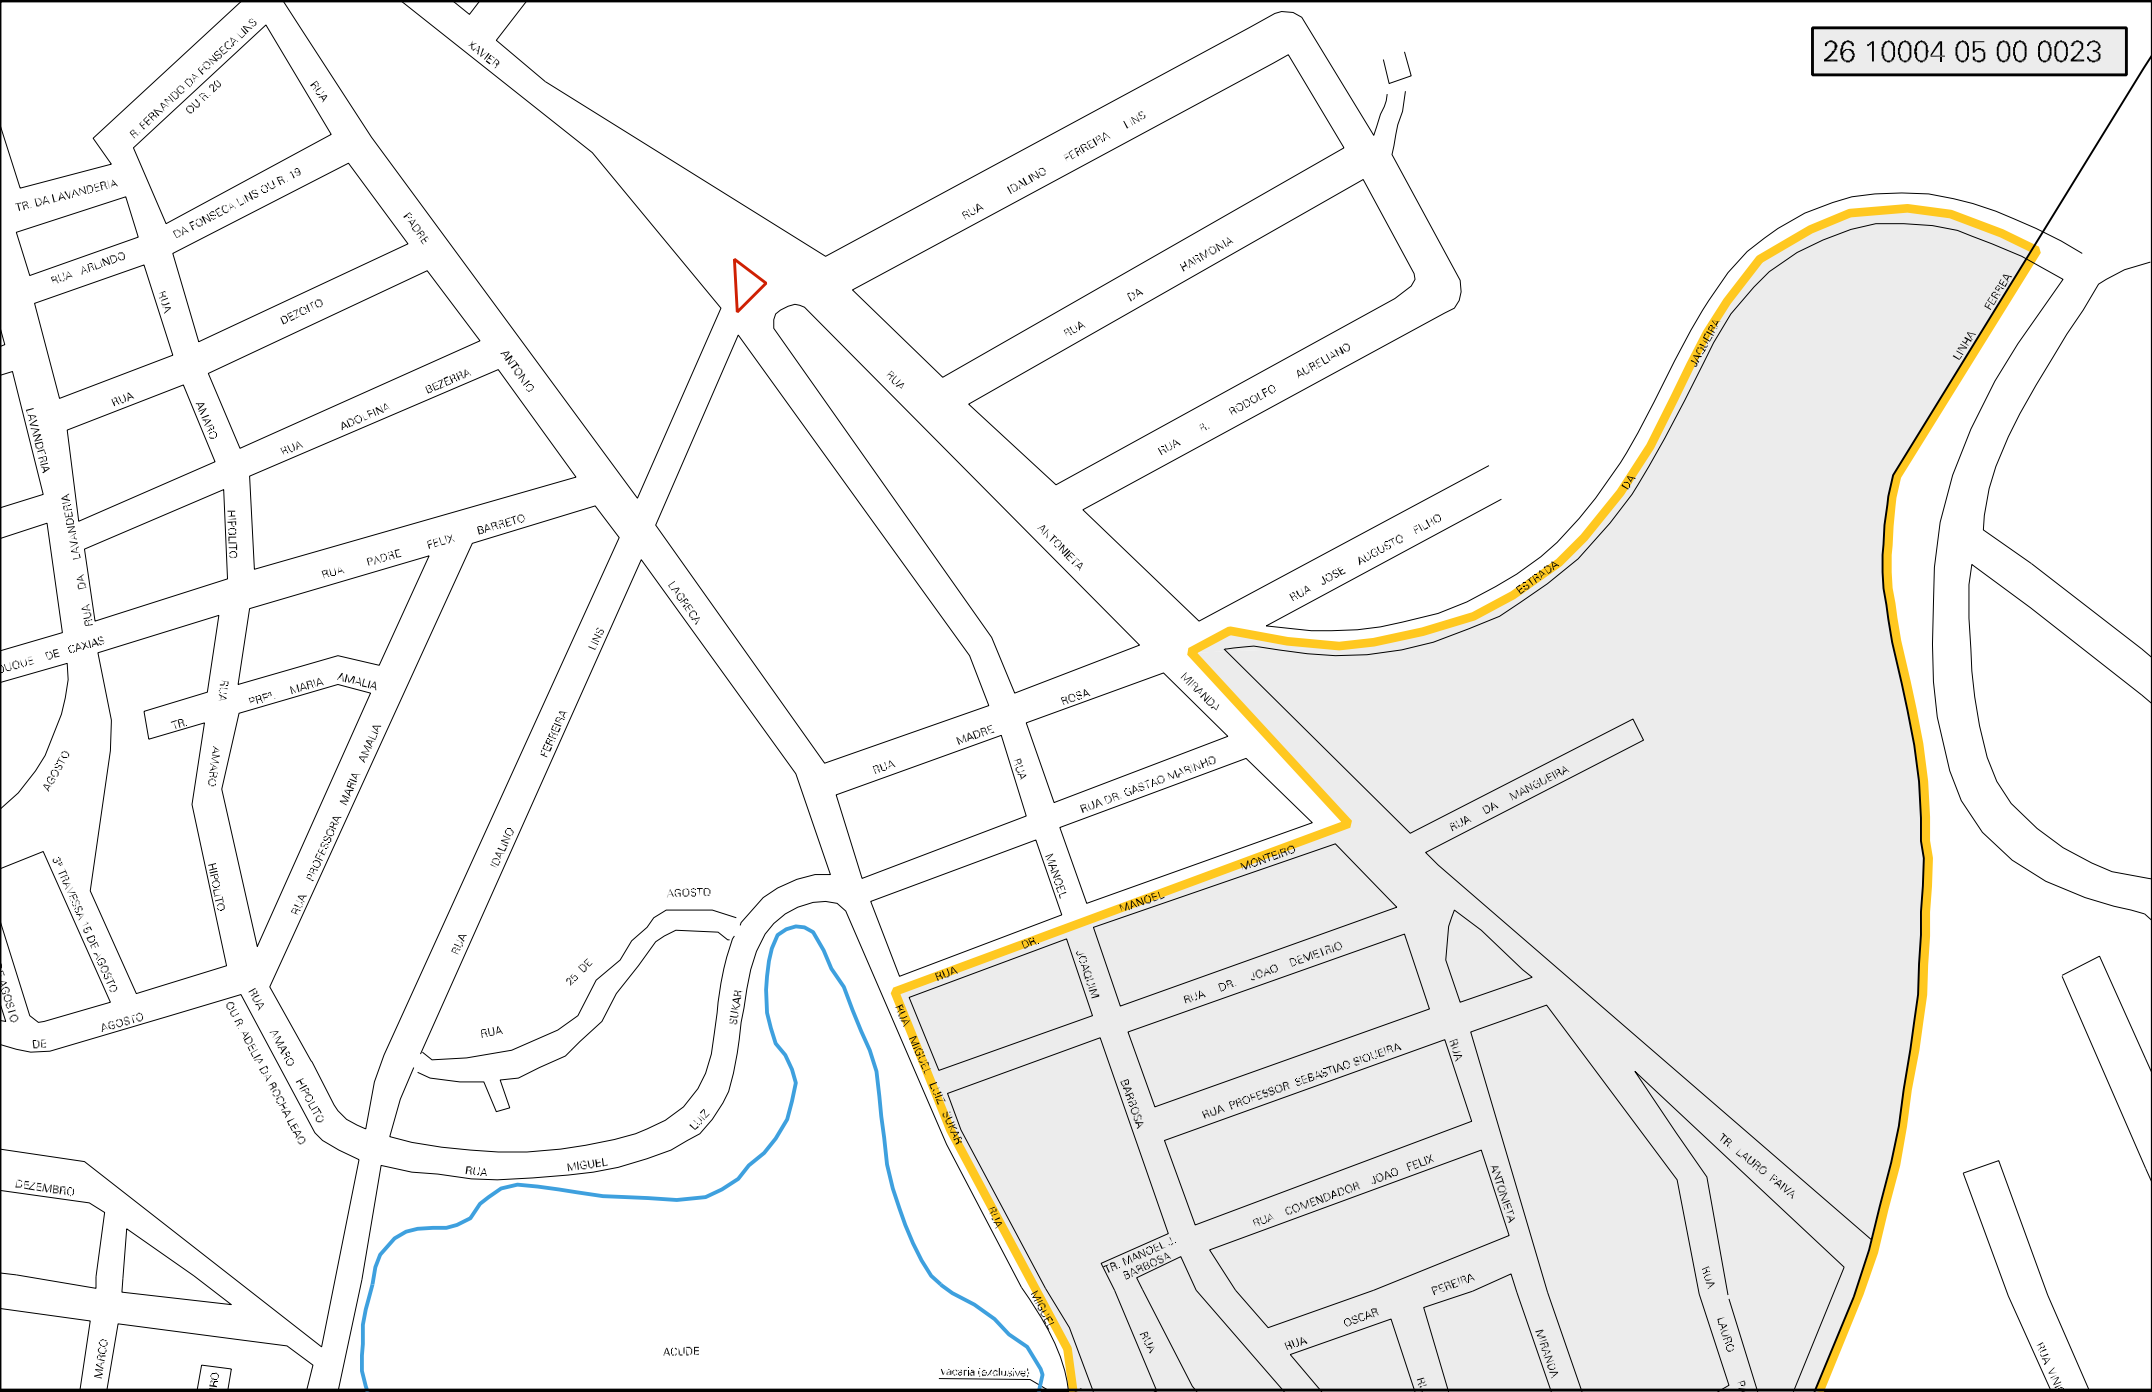 26 10004 05 00 0023
XAVIER
R. FERNANDO DA FONSECA LINS
OU R. 20
RUA
TR. DA LAVANDERIA
DA FONSECA LINS OU R. 19
PADRE
RUA IDALINO FERREIRA LINS
RUA DA HARMONIA
RUA ARLINDO
RUA
DEZOITO
RUA
AMARO
ANTONIO
RUA ADOLFINA BEZERRA
RUA R. RODOLFO AURELIANO
RUA
JAQUEIRA
LINHA FERREA
LAVANDERIA
RUA DA LAVANDERIA
HIPOLITO
RUA PADRE FELIX BARRETO
ANTONIETA
DA
RUA JOSE AUGUSTO FILHO
ESTRADA
LAGRECA
DUQUE DE CAXIAS
RUA
TR. PROFª. MARIA AMALIA
AMARO
HIPOLITO
AGOSTO
RUA PROFESSORA MARIA AMALIA
RUA IDALINO FERREIRA LINS
RUA MADRE ROSA
MIRANDA
RUA
RUA DR. GASTAO MARINHO
RUA DA MANGUEIRA
MANOEL
RUA DR. MANOEL MONTEIRO
3ª TRAVESSA 15 DE AGOSTO
DE AGOSTO
RUA 25 DE AGOSTO
SUKAR
JOAQUIM
RUA DR. JOAO DEMETRIO
DE AGOSTO
RUA AMARO HIPOLITO
OU R. ADELIA DA ROCHA LEAO
RUA MIGUEL LUIZ SUKAR
RUA PROFESSOR SEBASTIAO SIQUEIRA
RUA
BARBOSA
RUA MIGUEL LUIZ
TR. LAURO PAIVA
RUA COMENDADOR JOAO FELIX
ANTONIETA
DEZEMBRO
RUA MIGUEL
TR. MANOEL J.
BARBOSA
RUA LAURO
RUA OSCAR PEREIRA
MIRANDA
RUA
MARCO
ACUDE
Vacaria (exclusive)